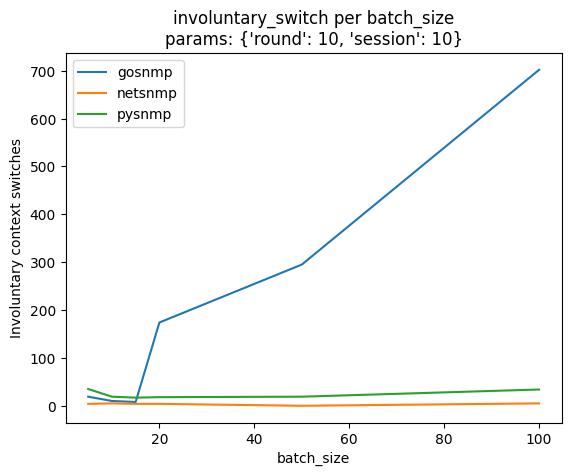 involuntary_switch per batch_size
params: {'round': 10, 'session': 10}
gosnmp
netsnmp
pysnmp
Involuntary context switches
700
600
500
400
300
200
100
0
20
40
60
80
100
batch_size